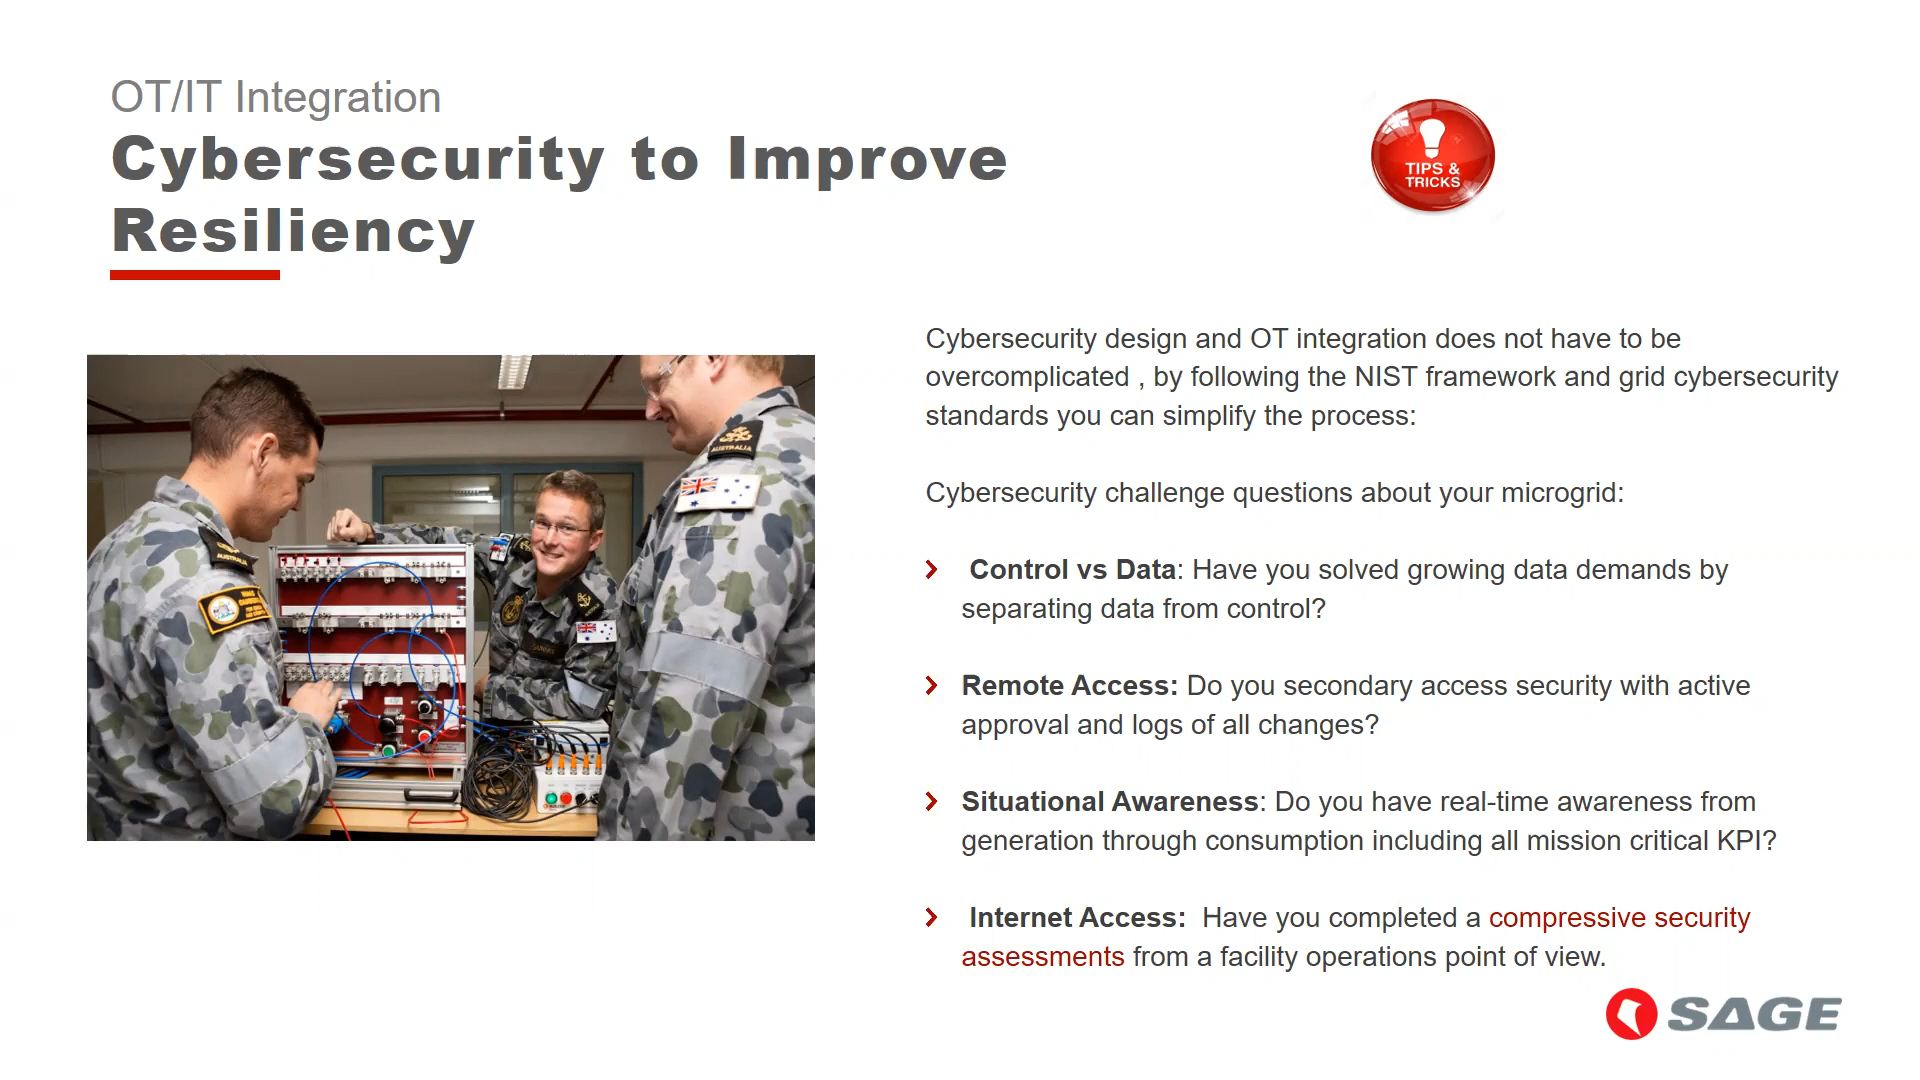 OT/IT Integration
Cybersecurity to Improve
Resiliency
TIPS &
TRICKS
Cybersecurity design and OT integration does not have to be
overcomplicated , by following the NIST framework and grid cybersecurity
standards you can simplify the process:
Cybersecurity challenge questions about your microgrid:
Control vs Data: Have you solved growing data demands by
separating data from control?
Remote Access: Do you secondary access security with active
approval and logs of all changes?
Situational Awareness: Do you have real-time awareness from
generation through consumption including all mission critical KPI?
Internet Access: Have you completed a compressive security
assessments from a facility operations point of view.
AUSTRALIA
AUSTRALIA
SAGE